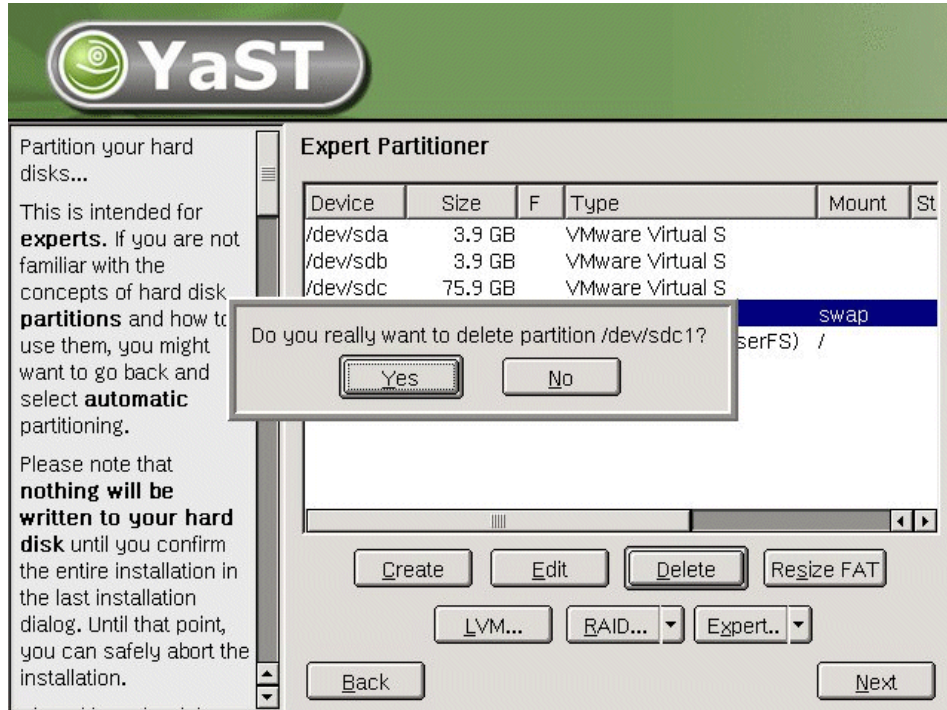 YaST
Partition your hard
disks...
This is intended for
experts. If you are not
familiar with the
concepts of hard disk
partitions and how to
use them, you might
want to go back and
select automatic
partitioning.
Please note that
nothing will be
written to your hard
disk until you confirm
the entire installation in
the last installation
dialog. Until that point,
you can safely abort the
installation.
Expert Partitioner
Device Size F Type Mount St
/dev/sda 3.9 GB VMware Virtual S
/dev/sdb 3.9 GB VMware Virtual S
/dev/sdc 75.9 GB VMware Virtual S
swap
serFS) /
Do you really want to delete partition /dev/sdc1?
Yes No
Create Edit Delete Resize FAT
LVM... RAID... Expert..
Back Next